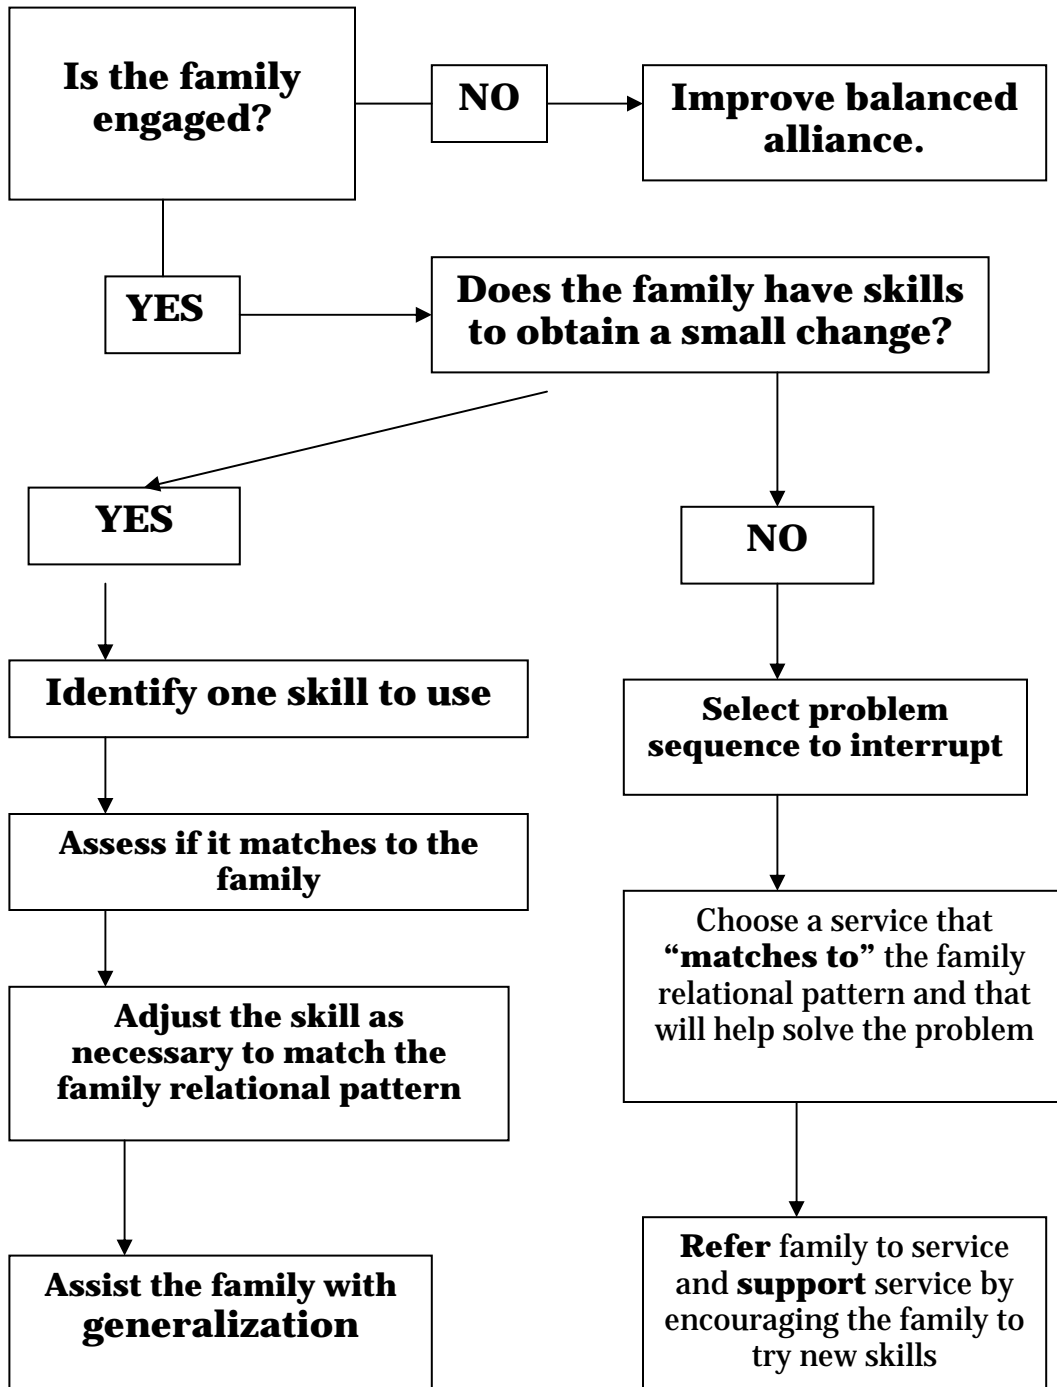 Is the family
engaged?
NO
Improve balanced
alliance.
YES
Does the family have skills
to obtain a small change?
YES
NO
Identify one skill to use
Select problem
sequence to interrupt
Assess if it matches to the
family
Choose a service that
“matches to” the family
relational pattern and that
will help solve the problem
Adjust the skill as
necessary to match the
family relational pattern
Assist the family with
generalization
Refer family to service
and support service by
encouraging the family to
try new skills